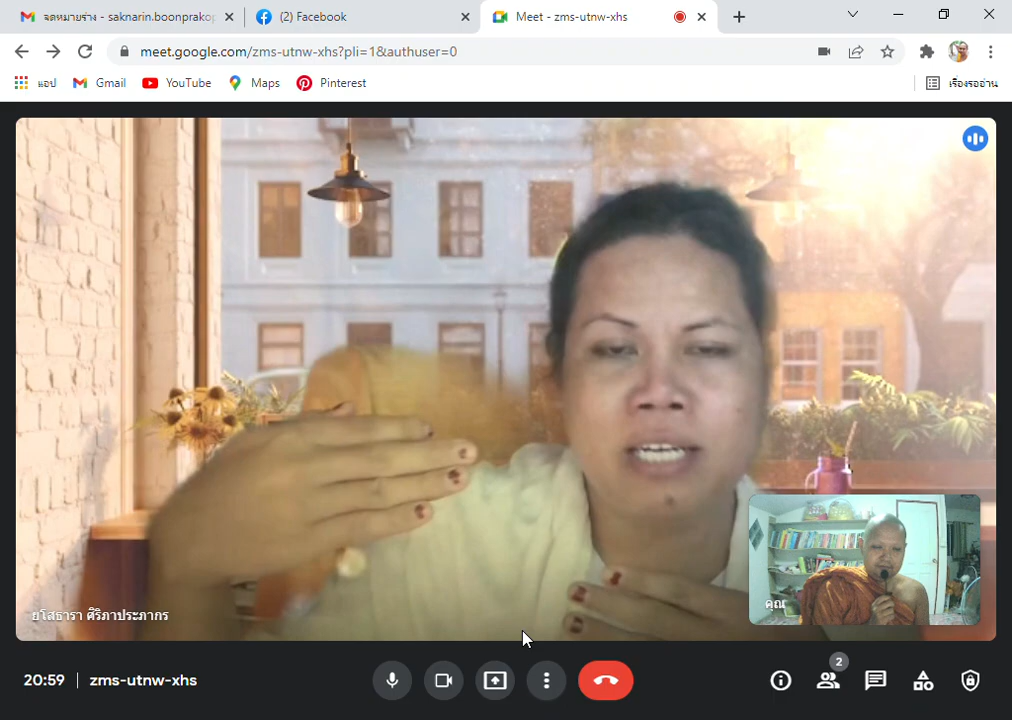 จดหมายร่าง - saknarin.boonprako
(2) Facebook
Meet - zms-utnw-xhs
meet.google.com/zms-utnw-xhs?pli=1&authuser=0
แอป
Gmail
YouTube
Maps
Pinterest
เรื่องรออ่าน
ยโสธารา ศิริภาประภากร
คุณ
20:59
zms-utnw-xhs
2